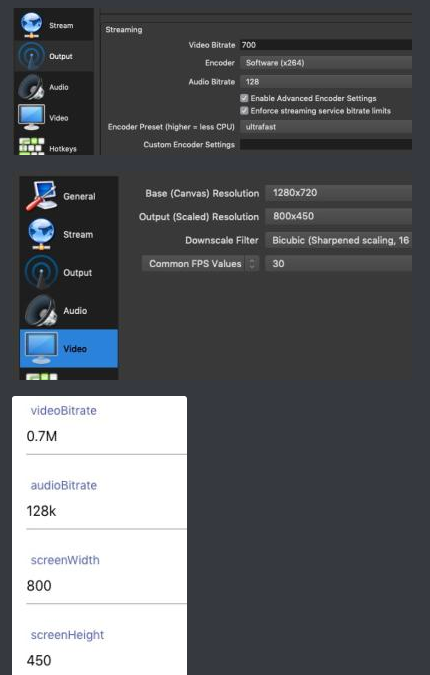 Stream
Output
Audio
Video
Hotkeys
Streaming
Video Bitrate 700
Encoder Software (x264)
Audio Bitrate 128
Enable Advanced Encoder Settings
Enforce streaming service bitrate limits
Encoder Preset (higher = less CPU) ultrafast
Custom Encoder Settings
General
Stream
Output
Audio
Video
Base (Canvas) Resolution 1280x720
Output (Scaled) Resolution 800x450
Downscale Filter Bicubic (Sharpened scaling, 16
Common FPS Values 30
videoBitrate
0.7M
audioBitrate
128k
screenWidth
800
screenHeight
450